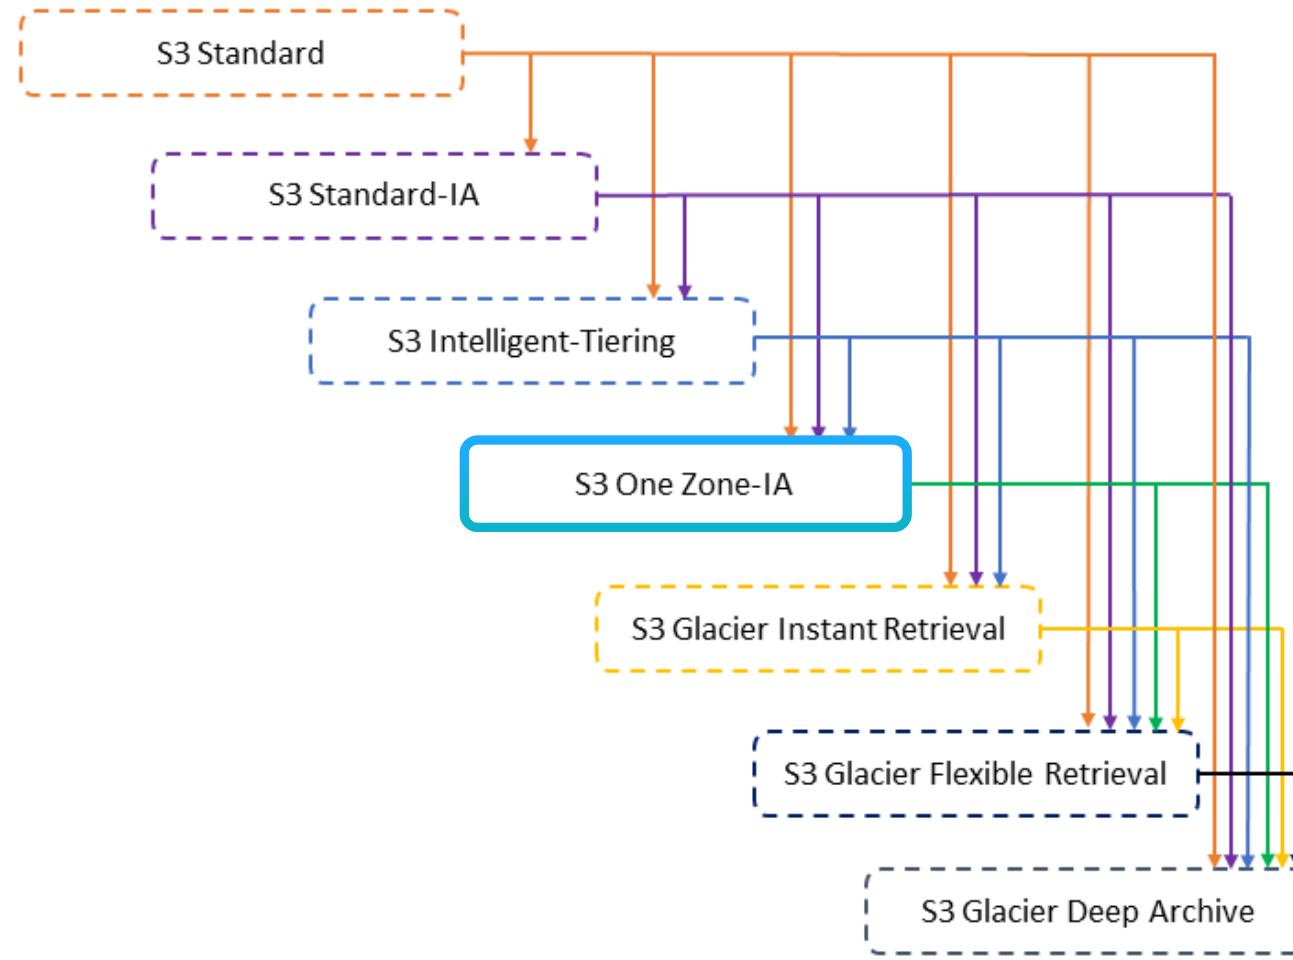 S3 Standard
S3 Standard-IA
S3 Intelligent-Tiering
S3 One Zone-IA
S3 Glacier Instant Retrieval
S3 Glacier Flexible Retrieval
S3 Glacier Deep Archive